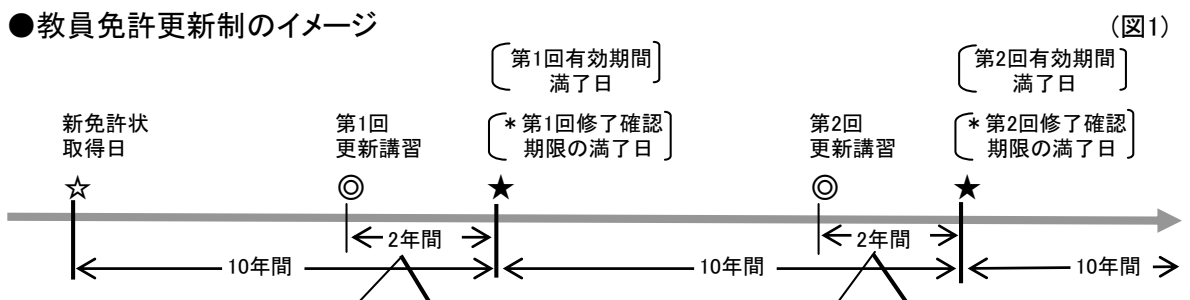 ●教員免許更新制のイメージ
(図1)
第1回有効期間
満了日
第2回有効期間
満了日
新免許状
取得日
第1回
更新講習
*第1回修了確認
期限の満了日
第2回
更新講習
*第2回修了確認
期限の満了日
2年間
2年間
10年間
10年間
10年間